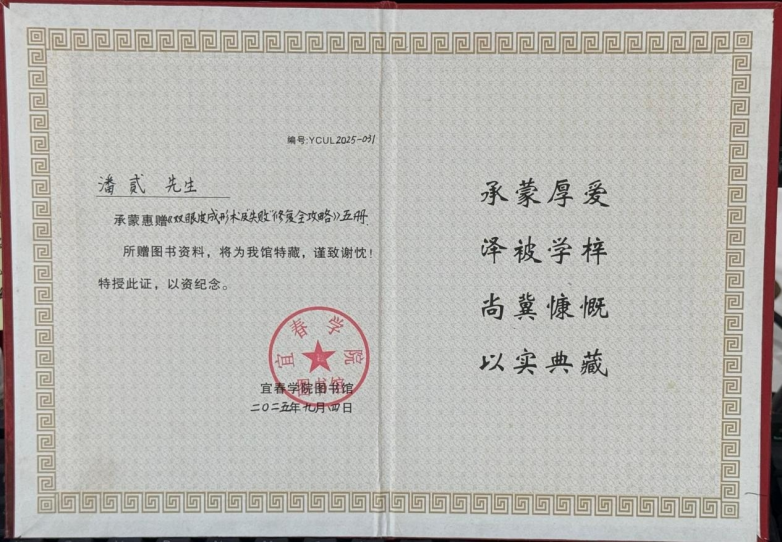 编号:YCUL2025-031
潘贰 先生
承蒙惠赠《双眼皮成形术及失败修复全攻略》五册.
所赠图书资料，将为我馆特藏，谨致谢忱！
特授此证，以资纪念。
宜春学院
图书馆
宜春学院图书馆
二〇二五年九月四日
承蒙厚爱
泽被学梓
尚冀慷慨
以实典藏